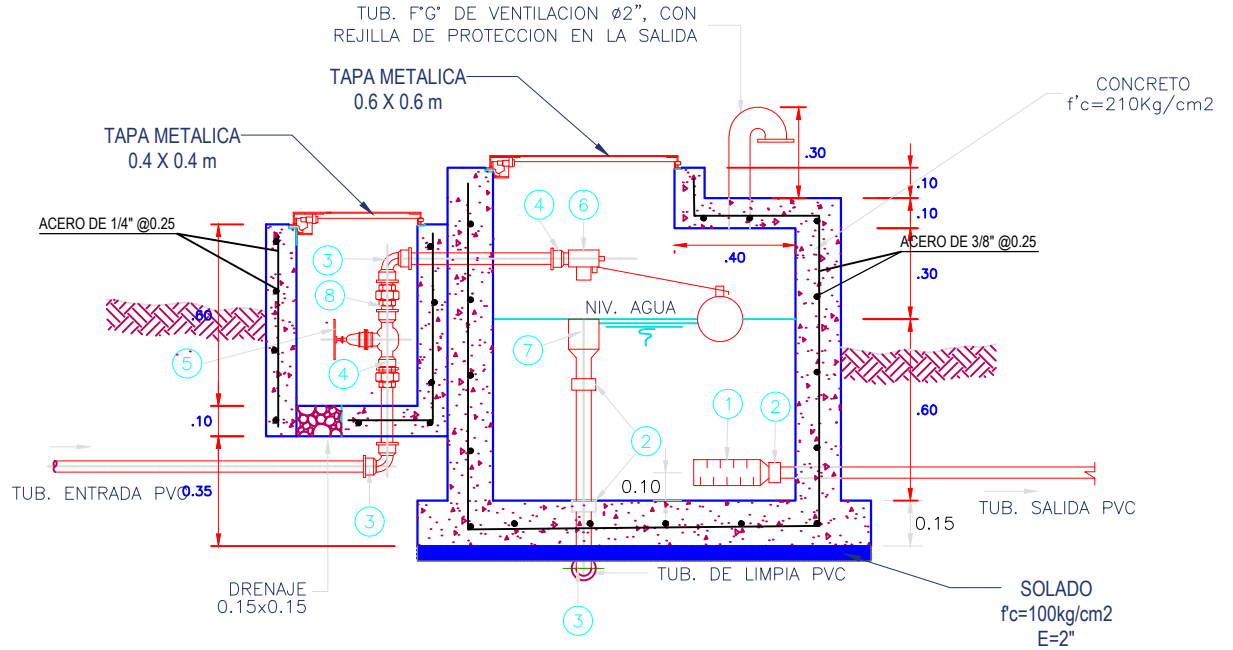 TUB. F°G° DE VENTILACION ø2”, CON
REJILLA DE PROTECCION EN LA SALIDA
TAPA METALICA
0.6 X 0.6 m
CONCRETO
f'c=210Kg/cm2
TAPA METALICA
0.4 X 0.4 m
.30
.10
.10
4
6
ACERO DE 1/4" @0.25
ACERO DE 3/8" @0.25
3
.40
.30
8
NIV. AGUA
.60
7
5
4
.60
.10
2
1
2
0.10
TUB. ENTRADA PVC
0.35
3
TUB. SALIDA PVC
0.15
DRENAJE
0.15x0.15
TUB. DE LIMPIA PVC
3
SOLADO
f'c=100kg/cm2
E=2"